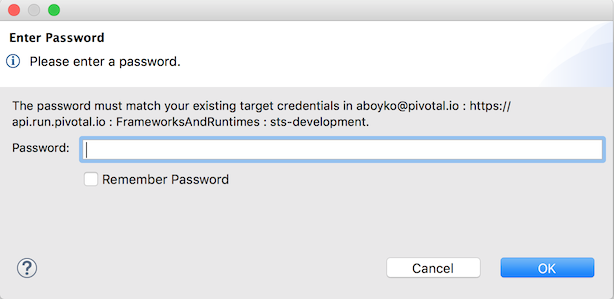 Enter Password
Please enter a password.
The password must match your existing target credentials in aboyko@pivotal.io : https://
api.run.pivotal.io : FrameworksAndRuntimes : sts-development.
Password:
Remember Password
?
Cancel
OK